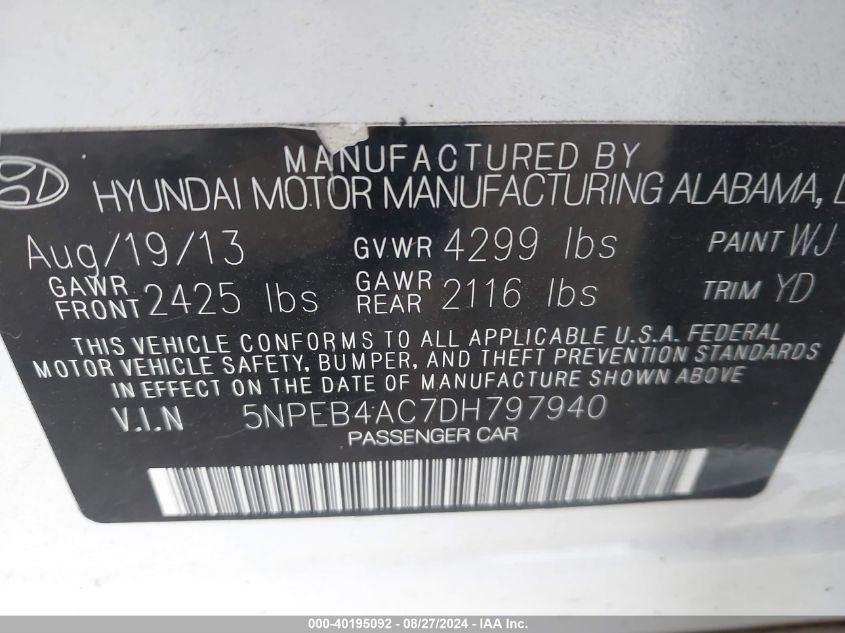 MANUFACTURED BY
HYUNDAI MOTOR MANUFACTURING ALABAMA, L
Aug/19/13 GVWR 4299 lbs PAINT WJ
GAWR FRONT 2425 lbs GAWR REAR 2116 lbs TRIM YD
THIS VEHICLE CONFORMS TO ALL APPLICABLE U.S.A. FEDERAL
MOTOR VEHICLE SAFETY, BUMPER, AND THEFT PREVENTION STANDARDS
IN EFFECT ON THE DATE OF MANUFACTURE SHOWN ABOVE
V.I.N 5NPEB4AC7DH797940
PASSENGER CAR
000-40195092 - 08/27/2024 - IAA Inc.